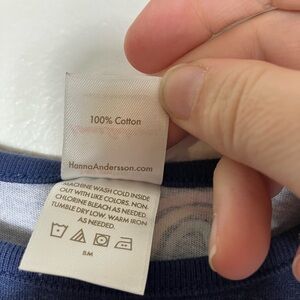 100% Cotton
HannaAndersson.com
MACHINE WASH COLD INSIDE
OUT WITH LIKE COLORS. NON-
CHLORINE BLEACH AS NEEDED.
TUMBLE DRY LOW. WARM IRON
AS NEEDED.
BM